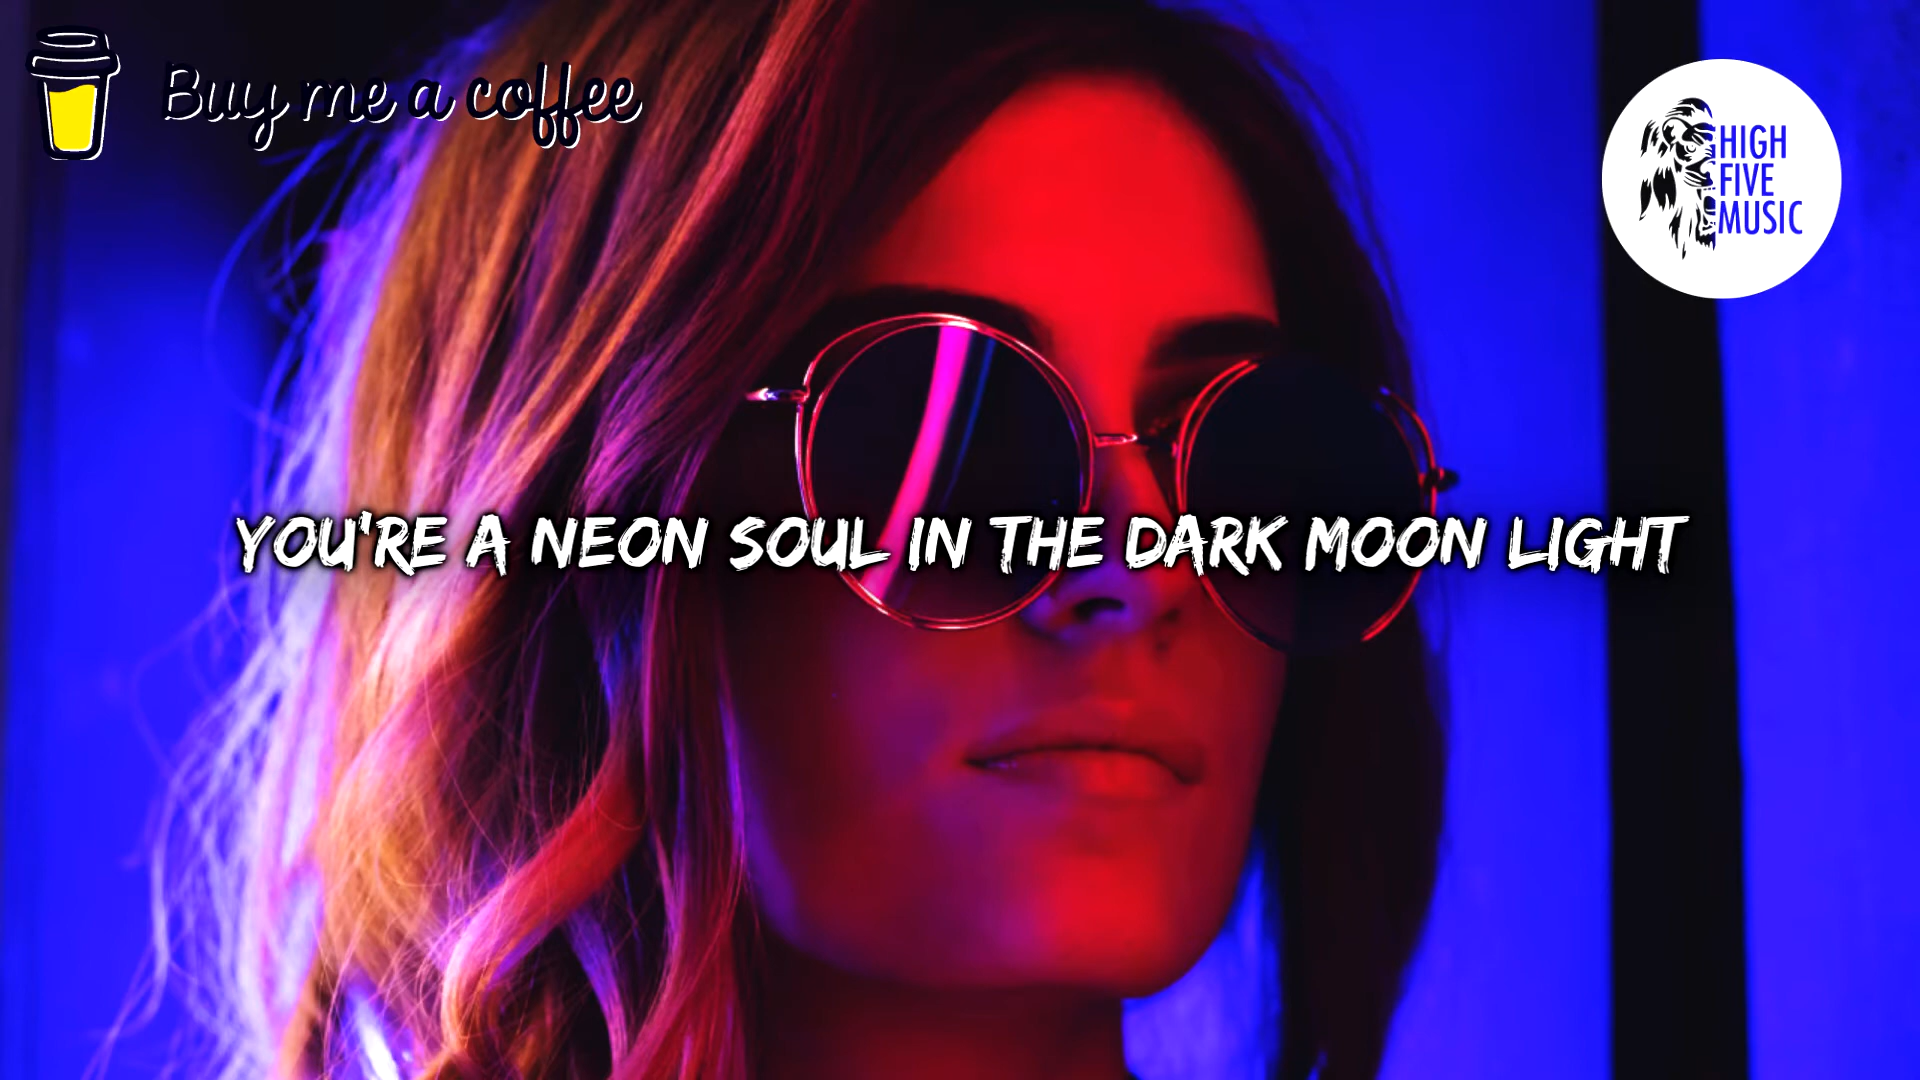 Buy me a coffee
HIGH
FIVE
MUSIC
YOU'RE A NEON SOUL IN THE DARK MOON LIGHT